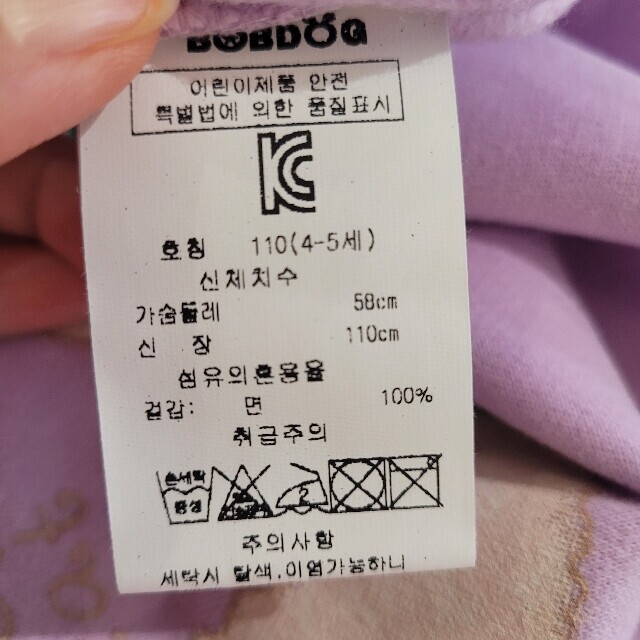 BOBDOG
어린이제품 안전
특별법에 의한 품질표시
KC
호칭 110(4-5세)
신체치수
가슴둘레 58cm
신 장 110cm
섬유의혼용율
겉감: 면 100%
취급주의
손세탁
중성
2
주의사항
세탁시 탈색.이염가능하니